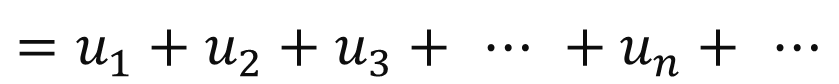 = u₁ + u₂ + u₃ + ⋯ + uₙ + ⋯